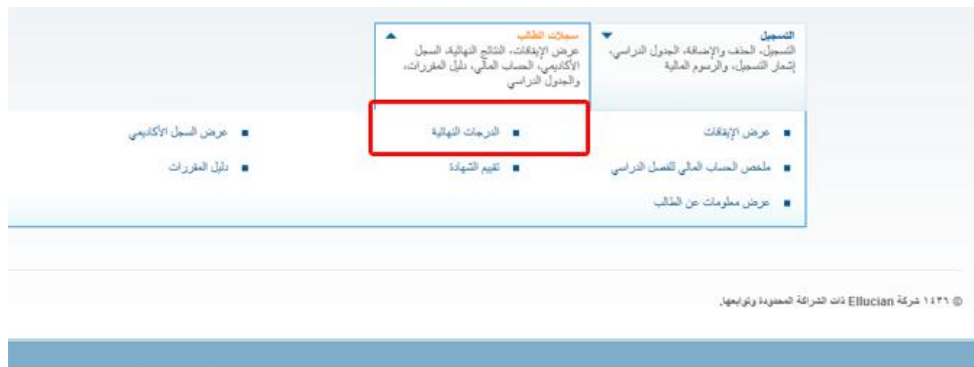 التسجيل
التسجيل، الحذف والإضافة، الجدول الدراسي،
إشعار التسجيل، والرسوم المالية
سجلات الطالب
عرض الإيقافات، النتائج النهائية، السجل
الأكاديمي، الحساب المالي، دليل المقررات،
والجدول الدراسي
عرض الإيقافات
الدرجات النهائية
عرض السجل الأكاديمي
ملخص الحساب المالي للفصل الدراسي
تقييم الشهادة
دليل المقررات
عرض معلومات عن الطالب
© ١٤٣٦ شركة Ellucian ذات الشراكة المحدودة وتوابعها.